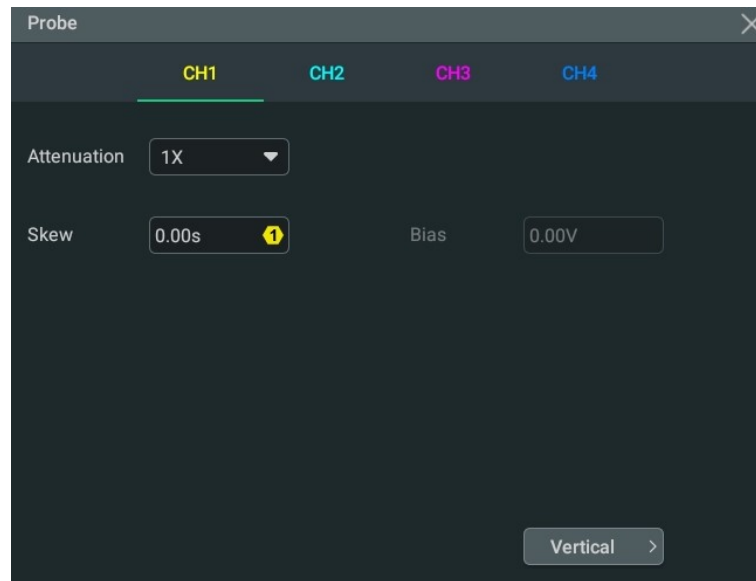 Probe
CH1 CH2 CH3 CH4
Attenuation 1X
Skew 0.00s 1 Bias 0.00V
Vertical >